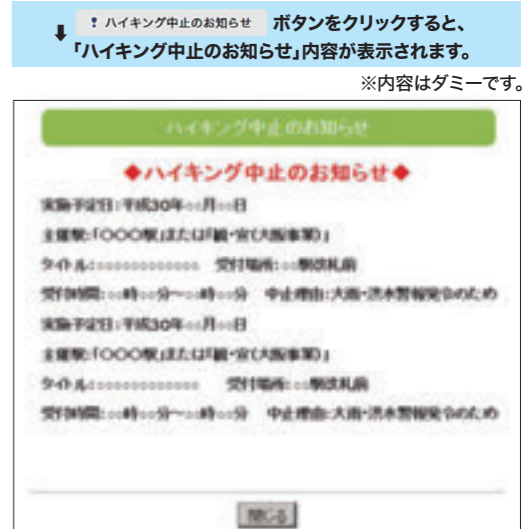 ⬇ ❢ ハイキング中止のお知らせ ボタンをクリックすると、
「ハイキング中止のお知らせ」内容が表示されます。
※内容はダミーです。
ハイキング中止のお知らせ
◆ハイキング中止のお知らせ◆
実施予定日:平成30年○○月○○日
主催駅:「○○○駅」または「観・宣(大阪事業)」
タイトル:○○○○○○○○○○○○○ 受付場所:○○駅改札前
受付時間:○○時○○分〜○○時○○分 中止理由:大雨・洪水警報発令のため
実施予定日:平成30年○○月○○日
主催駅:「○○○駅」または「観・宣(大阪事業)」
タイトル:○○○○○○○○○○○○○ 受付場所:○○駅改札前
受付時間:○○時○○分〜○○時○○分 中止理由:大雨・洪水警報発令のため
閉じる